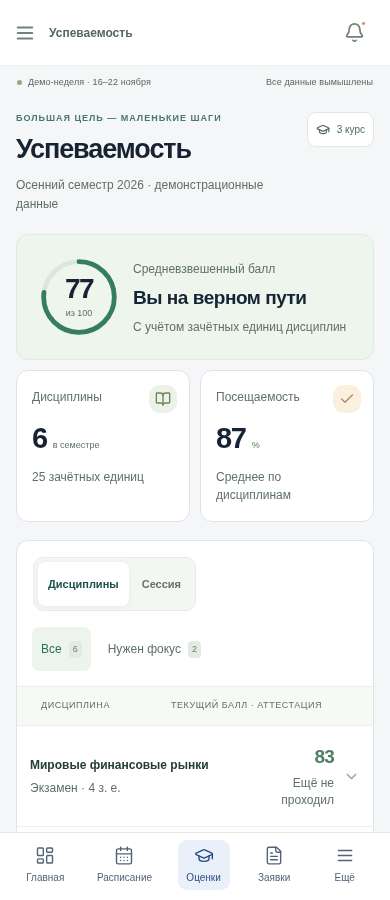 Успеваемость
Демо-неделя · 16–22 ноября
Все данные вымышлены
БОЛЬШАЯ ЦЕЛЬ — МАЛЕНЬКИЕ ШАГИ
3 курс
Успеваемость
Осенний семестр 2026 · демонстрационные
данные
77
из 100
Средневзвешенный балл
Вы на верном пути
С учётом зачётных единиц дисциплин
Дисциплины
6 в семестре
25 зачётных единиц
Посещаемость
87 %
Среднее по
дисциплинам
Дисциплины
Сессия
Все 6
Нужен фокус 2
ДИСЦИПЛИНА
ТЕКУЩИЙ БАЛЛ · АТТЕСТАЦИЯ
Мировые финансовые рынки
Экзамен · 4 з. е.
83
Ещё не
проходил
Главная
Расписание
Оценки
Заявки
Ещё